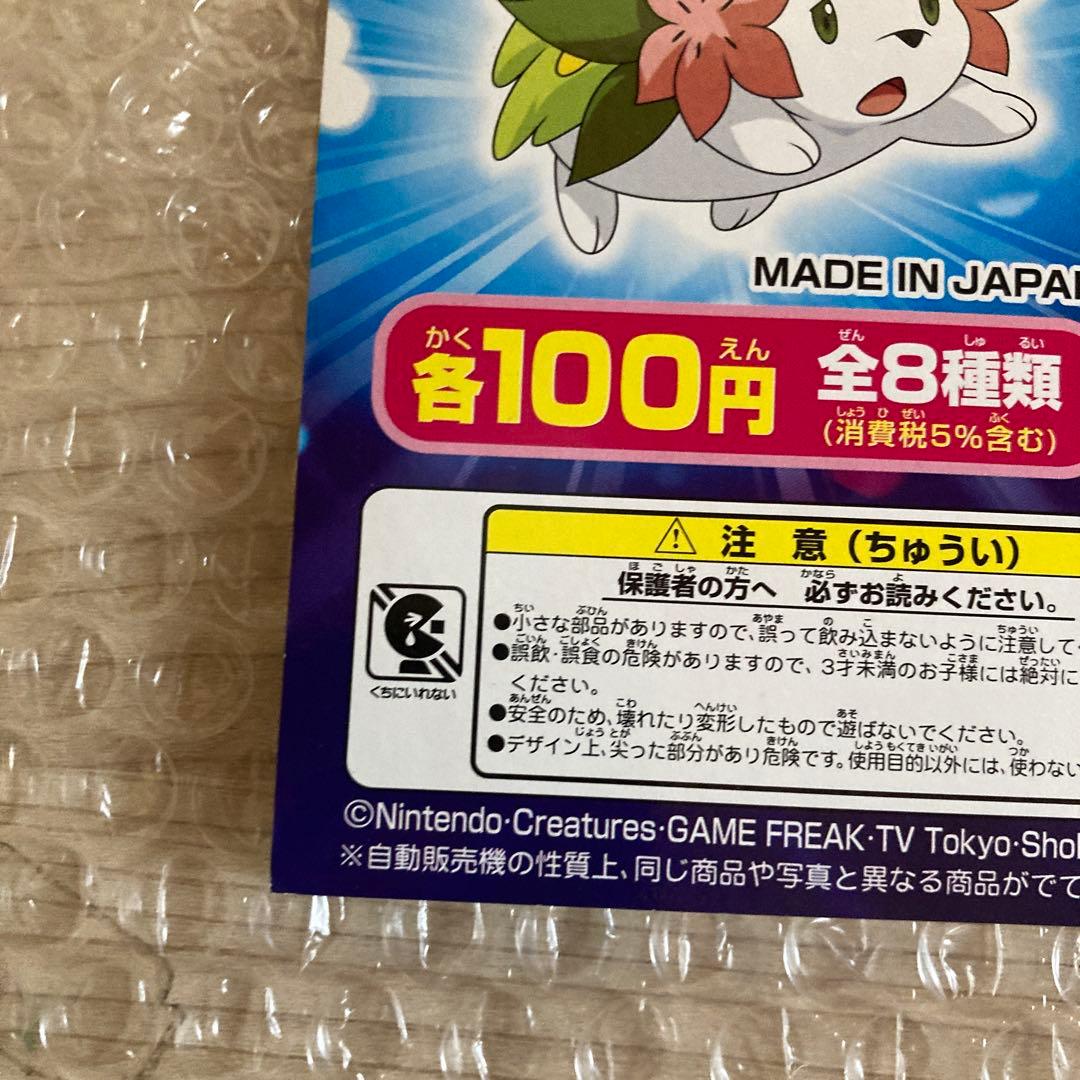 MADE IN JAPA
かく えん ぜん しゅ るい
各100円 全8種類
しょう ひ ぜい ふく
(消費税5%含む)
注意(ちゅうい)
ほ ご しゃ かた かなら よ
保護者の方へ 必ずお読みください。
ちい ぶひん あやま の こ ちゅうい
●小さな部品がありますので、誤って飲み込まないように注意して
ごいん ごしょく きけん さいみまん こさま ぜったい
●誤飲・誤食の危険がありますので、3才未満のお子様には絶対に
ください。
あんぜん こわ へんけい あそ
●安全のため、壊れたり変形したもので遊ばないでください。
じょう とが ぶぶん きけん しようもくてきいがい つか
●デザイン上、尖った部分があり危険です。使用目的以外には、使わない
くちにいれない
©Nintendo·Creatures·GAME FREAK·TV Tokyo·Sho
※自動販売機の性質上、同じ商品や写真と異なる商品がでて